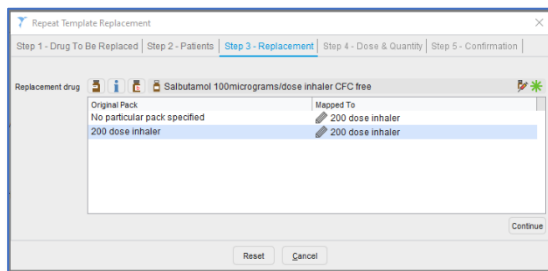 Repeat Template Replacement
Step 1 - Drug To Be Replaced Step 2 - Patients Step 3 - Replacement Step 4 - Dose & Quantity Step 5 - Confirmation
Replacement drug Salbutamol 100micrograms/dose inhaler CFC free
Original Pack Mapped To
No particular pack specified 200 dose inhaler
200 dose inhaler 200 dose inhaler
Continue
Reset Cancel